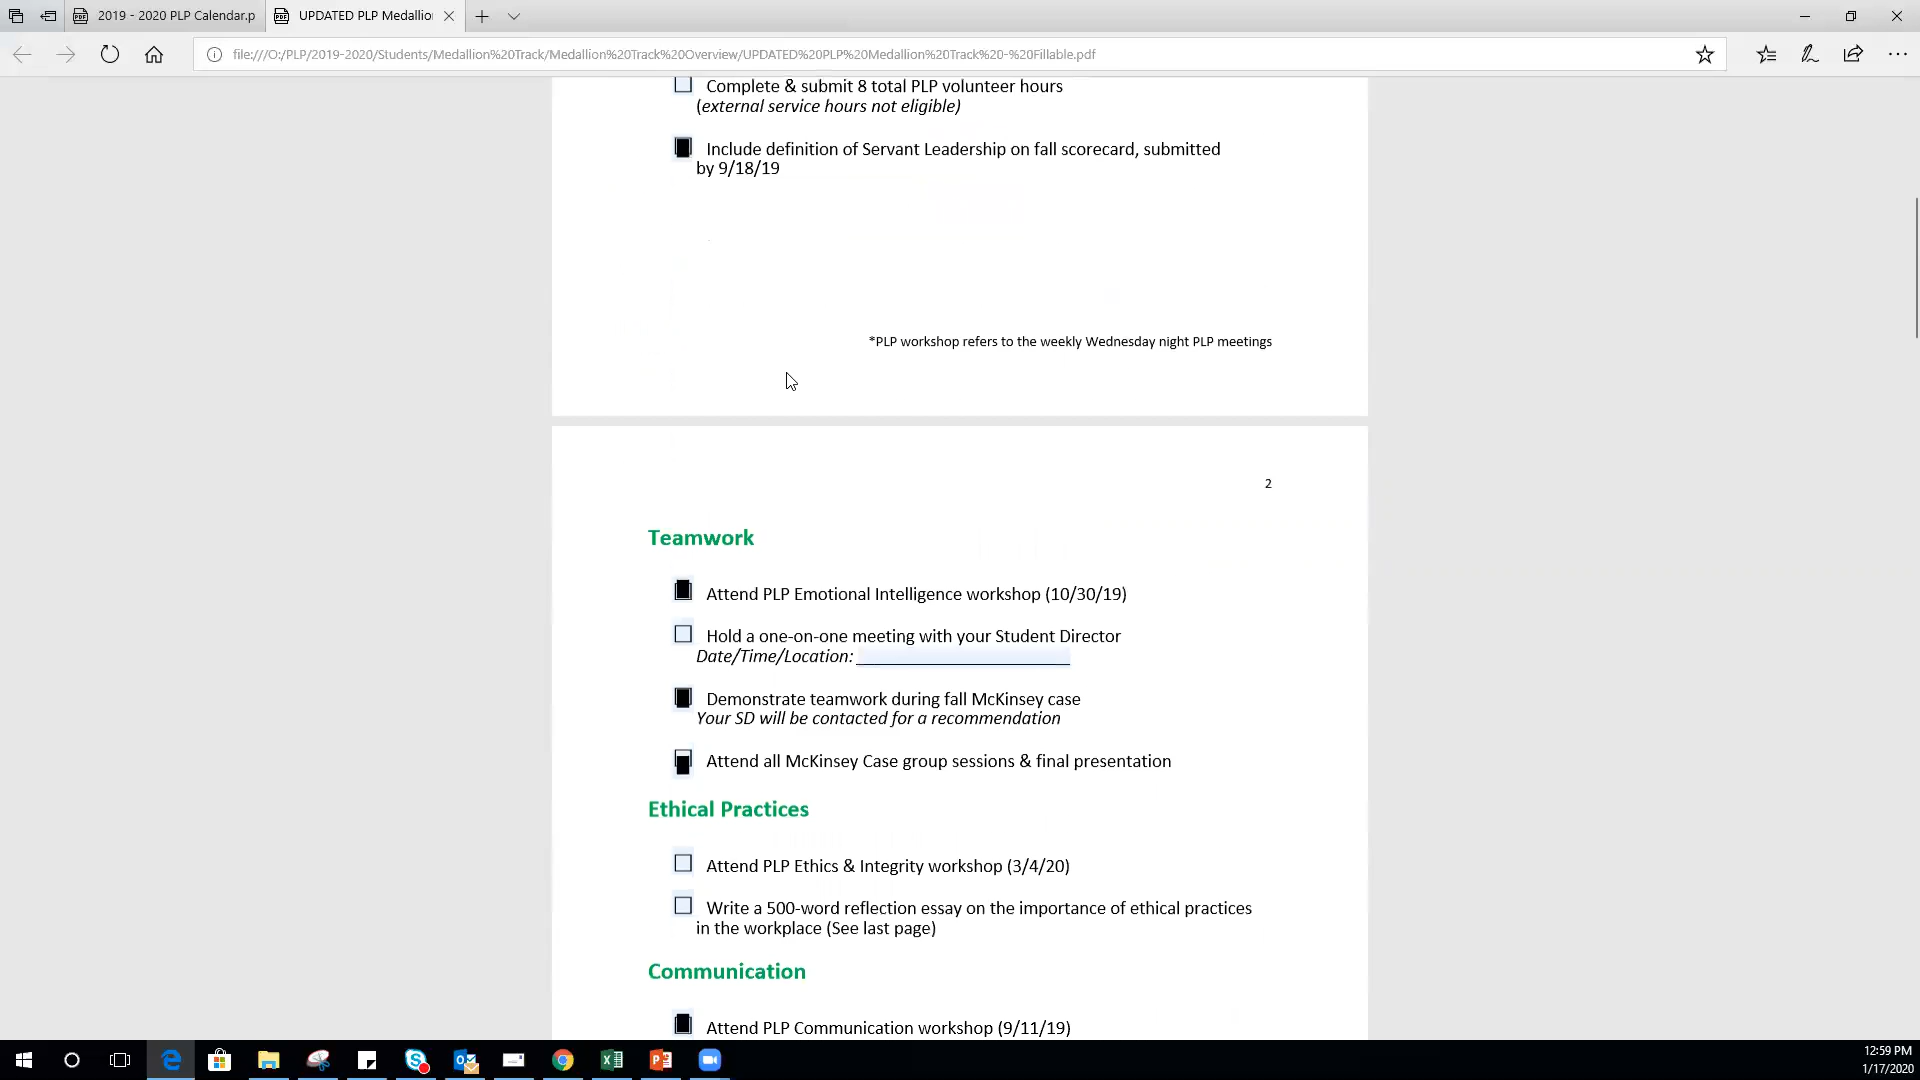 2019 - 2020 PLP Calendar.p
UPDATED PLP Medallion
file:///O:/PLP/2019-2020/Students/Medallion%20Track/Medallion%20Track%20Overview/UPDATED%20PLP%20Medallion%20Track%20-%20Fillable.pdf
Complete & submit 8 total PLP volunteer hours
(external service hours not eligible)
Include definition of Servant Leadership on fall scorecard, submitted
by 9/18/19
*PLP workshop refers to the weekly Wednesday night PLP meetings
2
Teamwork
Attend PLP Emotional Intelligence workshop (10/30/19)
Hold a one-on-one meeting with your Student Director
Date/Time/Location:
Demonstrate teamwork during fall McKinsey case
Your SD will be contacted for a recommendation
Attend all McKinsey Case group sessions & final presentation
Ethical Practices
Attend PLP Ethics & Integrity workshop (3/4/20)
Write a 500-word reflection essay on the importance of ethical practices
in the workplace (See last page)
Communication
Attend PLP Communication workshop (9/11/19)
12:59 PM
1/17/2020